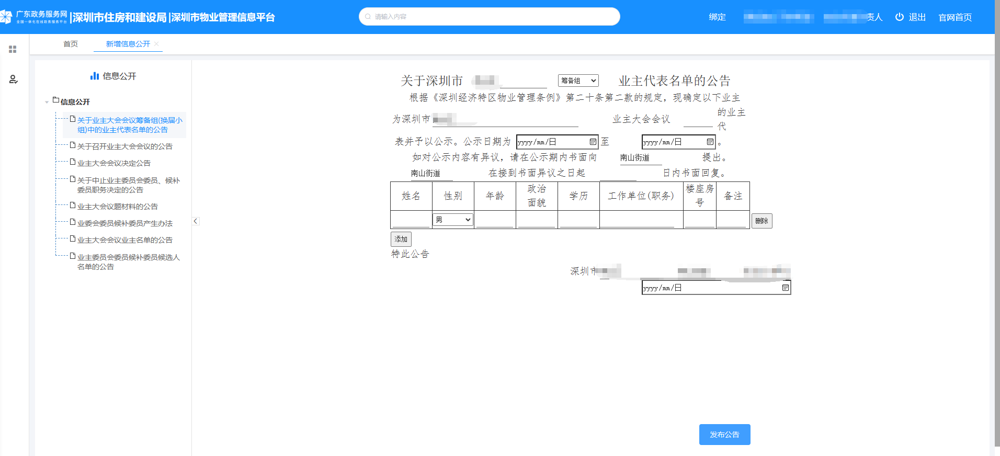 广东政务服务网
全国一体化在线政务服务平台
|深圳市住房和建设局|深圳市物业管理信息平台
请输入内容
绑定
责人
退出
官网首页
首页
新增信息公开
信息公开
信息公开
关于业主大会会议筹备组(换届小
组)中的业主代表名单的公告
关于召开业主大会会议的公告
业主大会会议决定公告
关于中止业主委员会委员、候补
委员职务决定的公告
业主大会议题材料的公告
业委会委员候补委员产生办法
业主大会会议业主名单的公告
业主委员会委员候补委员候选人
名单的公告
关于深圳市 筹备组 业主代表名单的公告
根据《深圳经济特区物业管理条例》第二十条第二款的规定，现确定以下业主
为深圳市 业主大会会议 的业主
代
表并予以公示。公示日期为 yyyy/mm/日 至 yyyy/mm/日 。
如对公示内容有异议，请在公示期内书面向 南山街道 提出。
南山街道 在接到书面异议之日起 日内书面回复。
姓名 性别 年龄 政治面貌 学历 工作单位(职务) 楼座房号 备注
男 删除
添加
特此公告
深圳市
yyyy/mm/日
发布公告